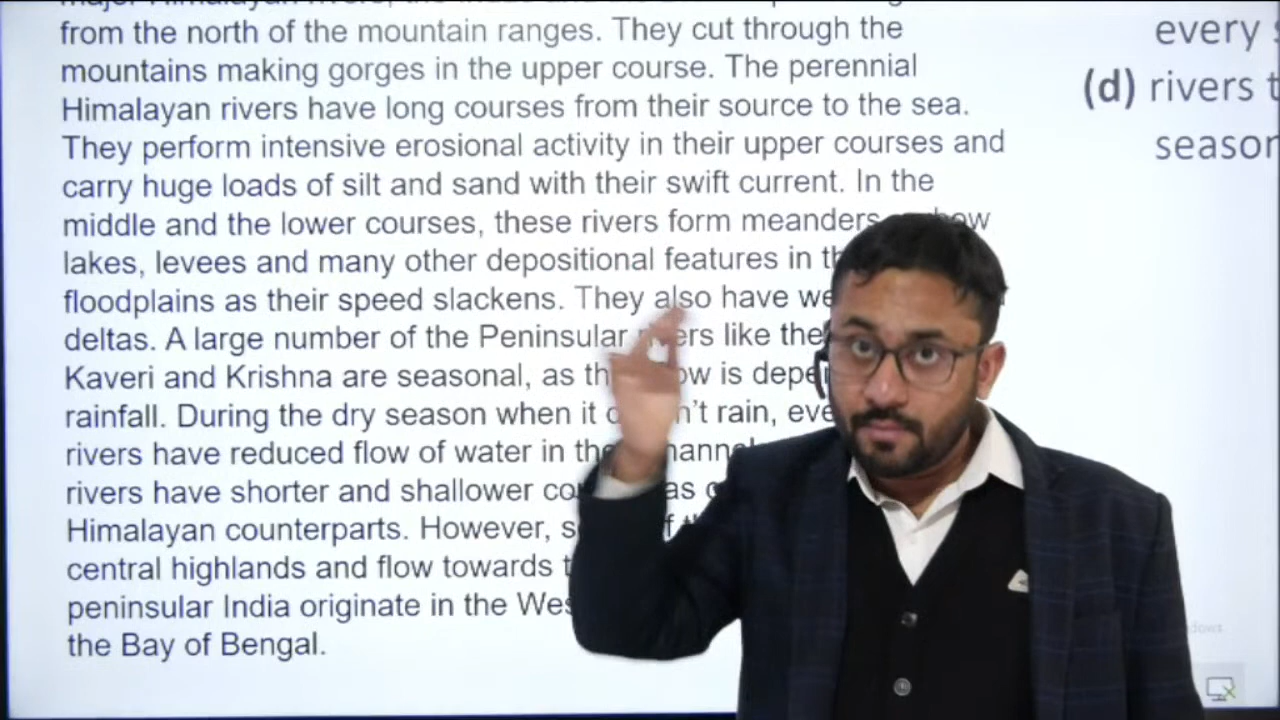 from the north of the mountain ranges. They cut through the
mountains making gorges in the upper course. The perennial
Himalayan rivers have long courses from their source to the sea.
They perform intensive erosional activity in their upper courses and
carry huge loads of silt and sand with their swift current. In the
middle and the lower courses, these rivers form meanders
lakes, levees and many other depositional features in
floodplains as their speed slackens. They also have
deltas. A large number of the Peninsular like the
Kaveri and Krishna are seasonal, as is
rainfall. During the dry season when it rain,
rivers have reduced flow of water in
rivers have shorter and shallower as
Himalayan counterparts. However,
central highlands and flow towards
peninsular India originate in the
the Bay of Bengal.
every
(d) rivers